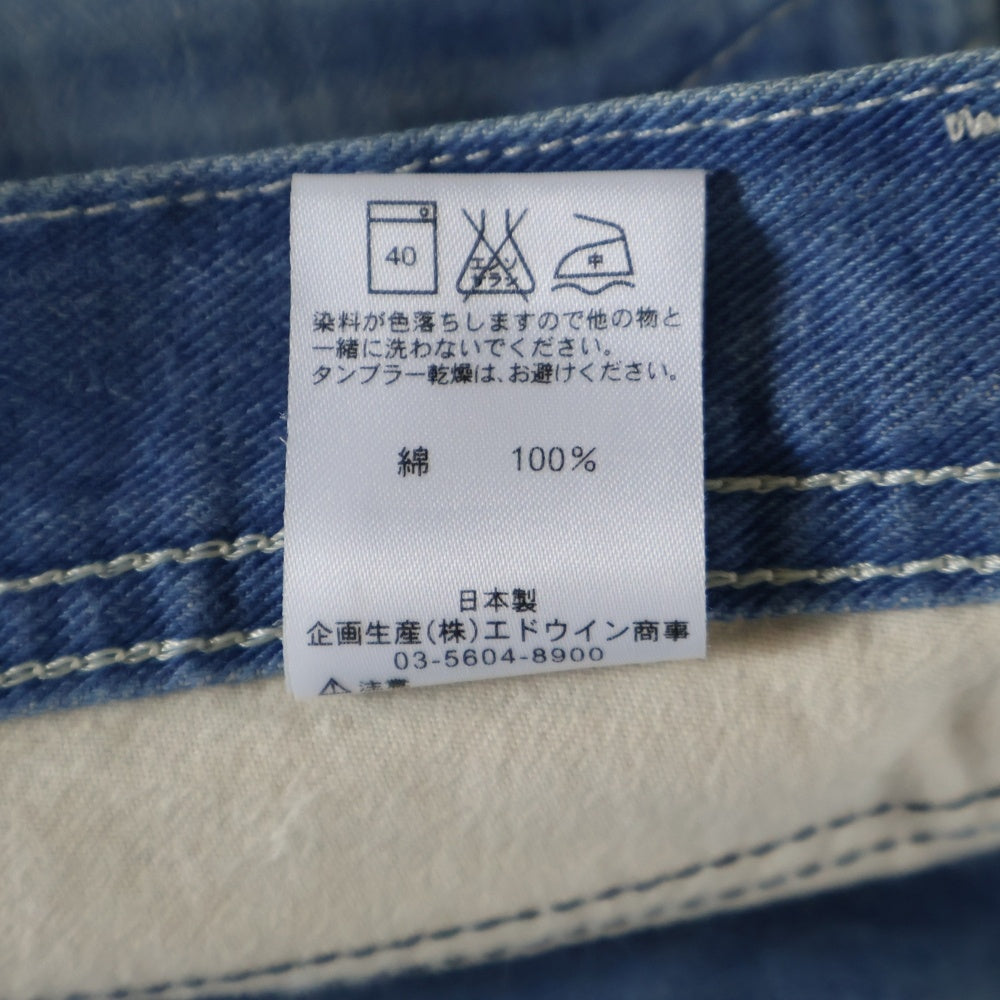 40
エンソ
サラシ
中
染料が色落ちしますので他の物と
一緒に洗わないでください。
タンブラー乾燥は、お避けください。
綿 100%
日本製
企画生産(株)エドウイン商事
03-5604-8900
注意